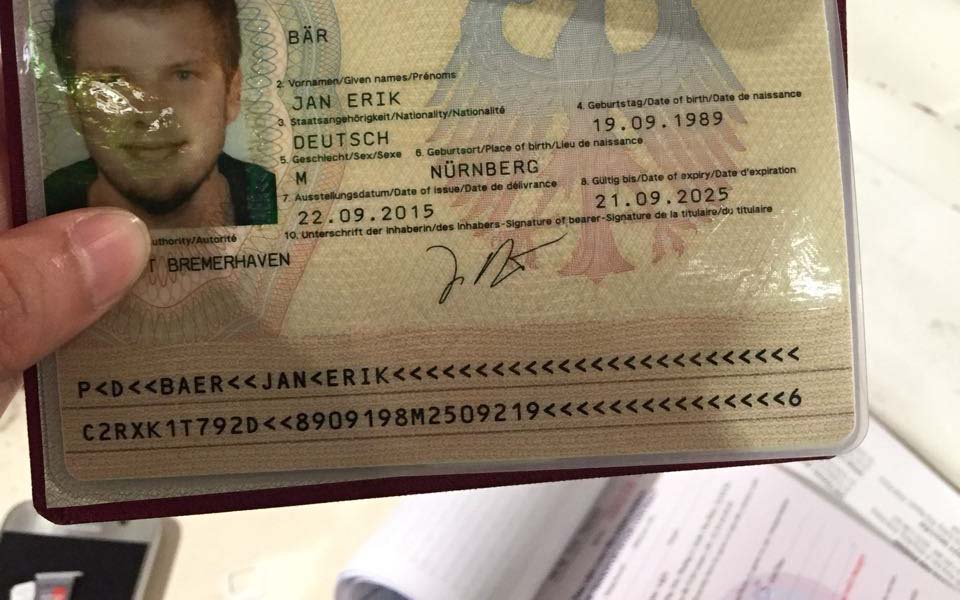 BÄR
2. Vornamen/Given names/Prénoms
JAN ERIK
3. Staatsangehörigkeit/Nationality/Nationalité
4. Geburtstag/Date of birth/Date de naissance
DEUTSCH
19.09.1989
5. Geschlecht/Sex/Sexe
6. Geburtsort/Place of birth/Lieu de naissance
M
NÜRNBERG
7. Ausstellungsdatum/Date of issue/Date de délivrance
8. Gültig bis/Date of expiry/Date d'expiration
22.09.2015
21.09.2025
Authority/Autorité
10. Unterschrift der Inhaberin/des Inhabers-Signature of bearer-Signature de la titulaire/du titulaire
BREMERHAVEN
P<D<<BAER<<JAN<ERIK<<<<<<<<<<<<<<<<<<<<<<<<<
C2RXK1T792D<<8909198M2509219<<<<<<<<<<<<<<<6